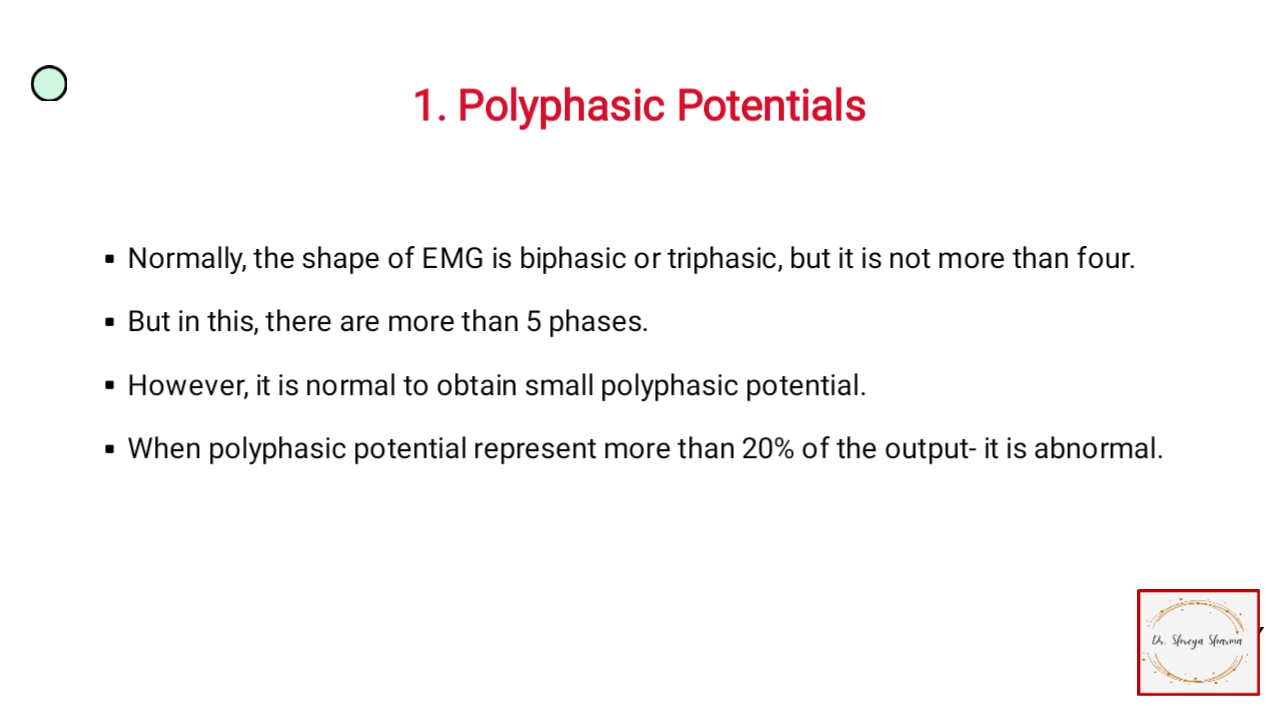 1. Polyphasic Potentials
▪ Normally, the shape of EMG is biphasic or triphasic, but it is not more than four.
▪ But in this, there are more than 5 phases.
▪ However, it is normal to obtain small polyphasic potential.
▪ When polyphasic potential represent more than 20% of the output- it is abnormal.
Dr. Shreya Sharma